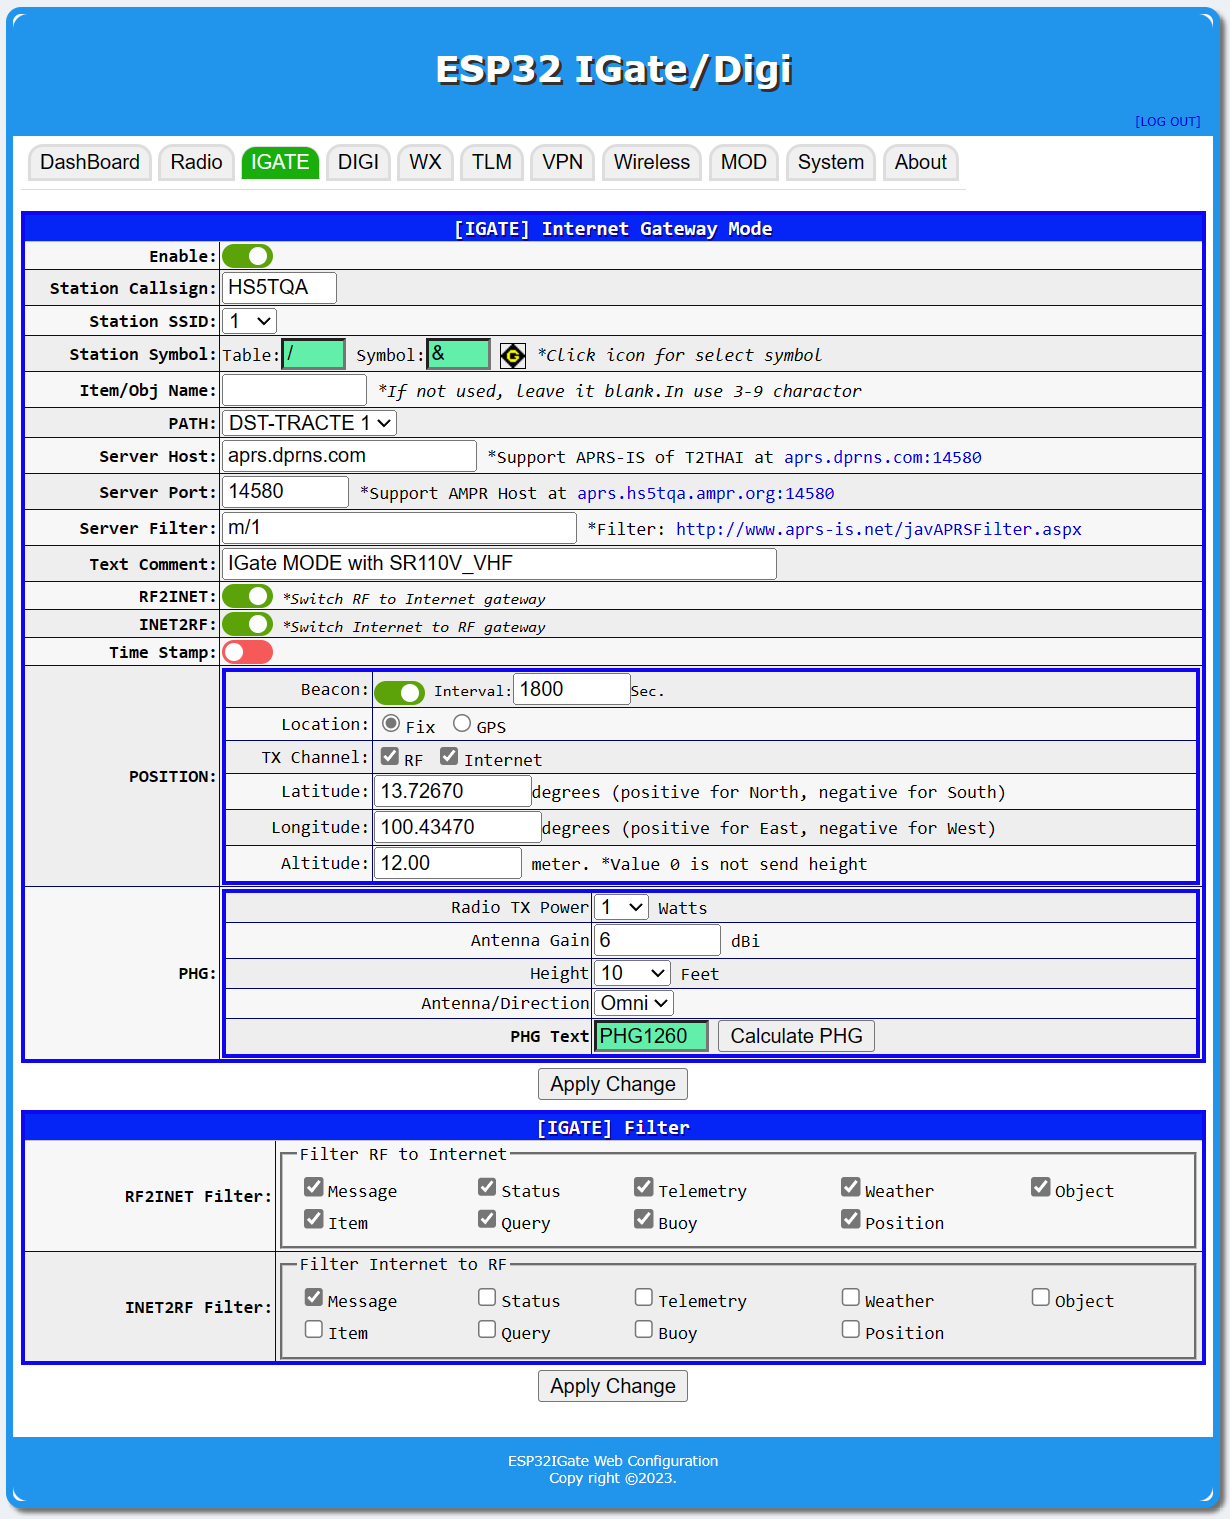 ESP32 IGate/Digi
[LOG OUT]
DashBoard Radio IGATE DIGI WX TLM VPN Wireless MOD System About
[IGATE] Internet Gateway Mode
Enable:
Station Callsign: HS5TQA
Station SSID: 1
Station Symbol: Table: / Symbol: & G *Click icon for select symbol
Item/Obj Name: *If not used, leave it blank.In use 3-9 charactor
PATH: DST-TRACTE 1
Server Host: aprs.dprns.com *Support APRS-IS of T2THAI at aprs.dprns.com:14580
Server Port: 14580 *Support AMPR Host at aprs.hs5tqa.ampr.org:14580
Server Filter: m/1 *Filter: http://www.aprs-is.net/javAPRSFilter.aspx
Text Comment: IGate MODE with SR110V_VHF
RF2INET: *Switch RF to Internet gateway
INET2RF: *Switch Internet to RF gateway
Time Stamp:
POSITION:
Beacon: Interval: 1800 Sec.
Location: Fix GPS
TX Channel: RF Internet
Latitude: 13.72670 degrees (positive for North, negative for South)
Longitude: 100.43470 degrees (positive for East, negative for West)
Altitude: 12.00 meter. *Value 0 is not send height
PHG:
Radio TX Power 1 Watts
Antenna Gain 6 dBi
Height 10 Feet
Antenna/Direction Omni
PHG Text PHG1260 Calculate PHG
Apply Change
[IGATE] Filter
RF2INET Filter:
Filter RF to Internet
Message Status Telemetry Weather Object
Item Query Buoy Position
INET2RF Filter:
Filter Internet to RF
Message Status Telemetry Weather Object
Item Query Buoy Position
Apply Change
ESP32IGate Web Configuration
Copy right ©2023.